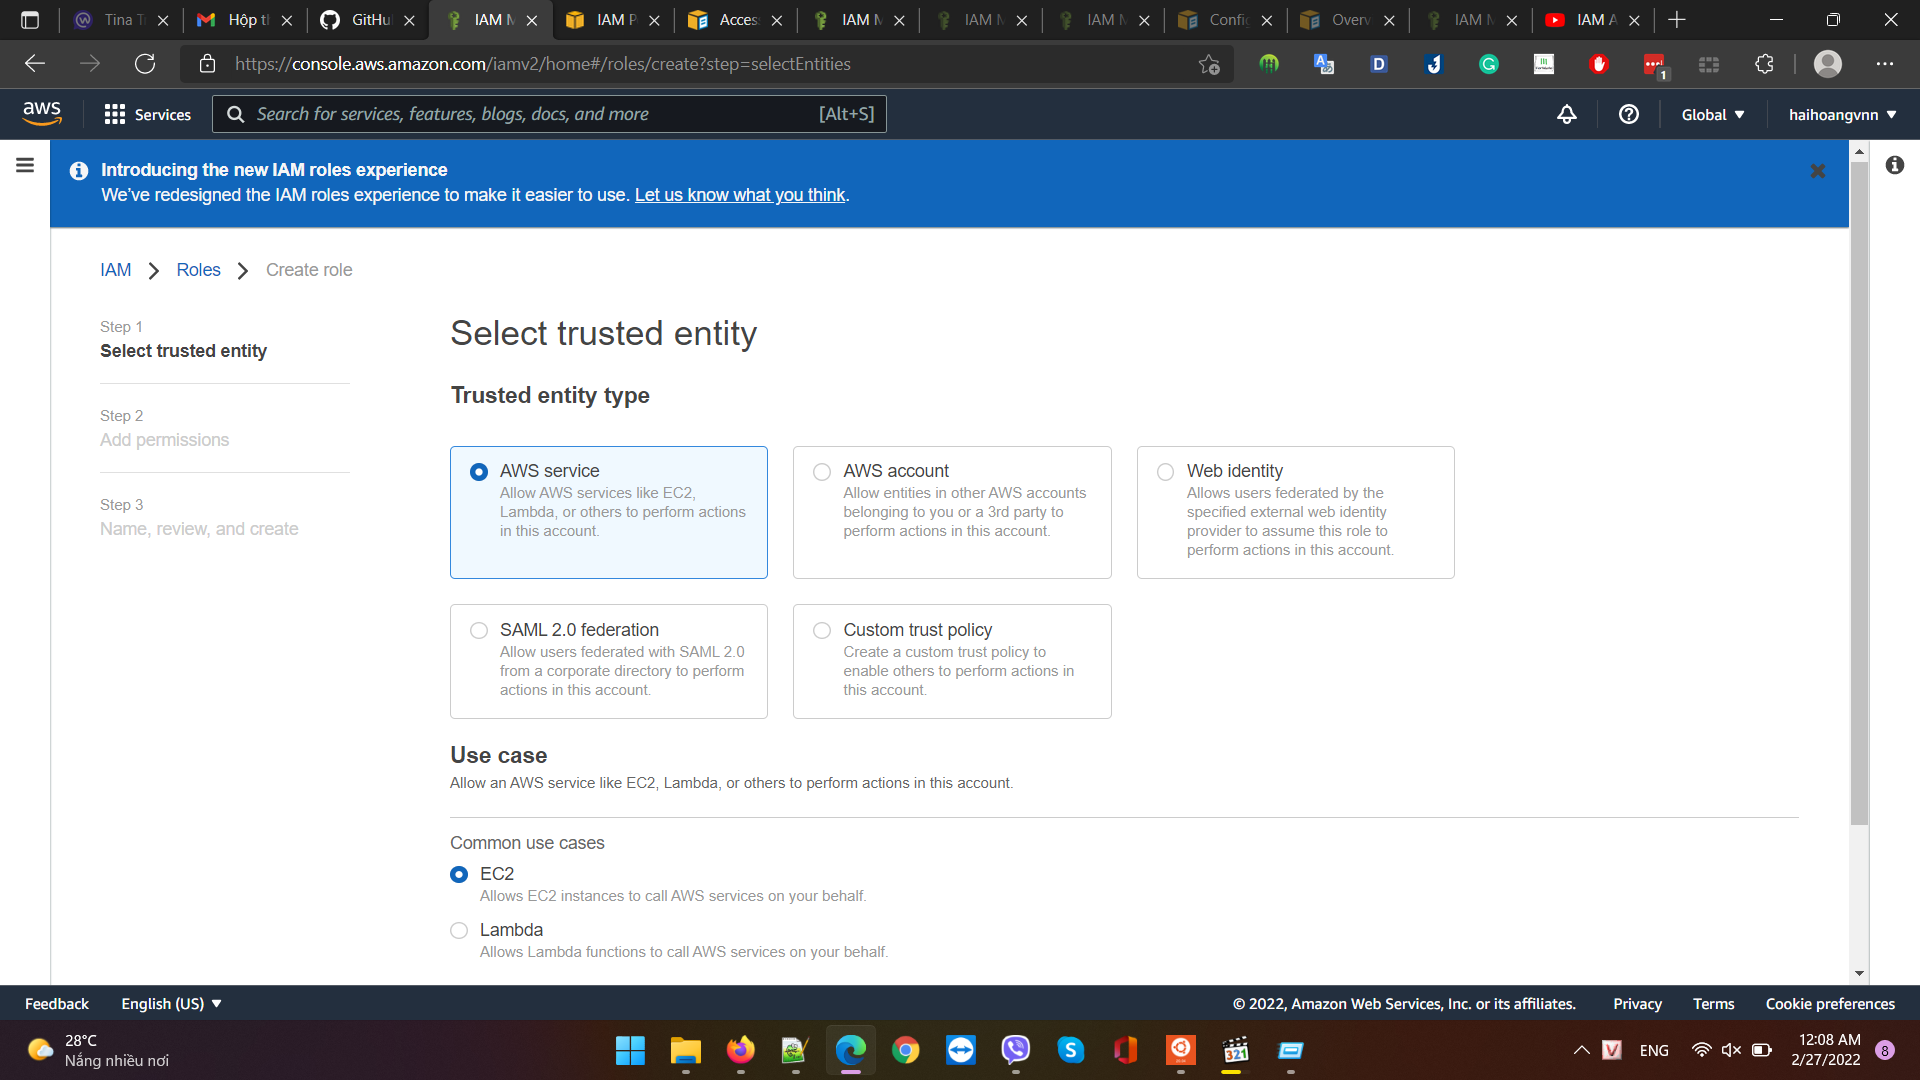 Tina T
Hộp t
GitHu
IAM M
IAM P
Acces
IAM M
IAM M
IAM M
Config
Overv
IAM M
IAM A
https://console.aws.amazon.com/iamv2/home#/roles/create?step=selectEntities
1
aws
Services
Search for services, features, blogs, docs, and more
[Alt+S]
Global
haihoangvnn
Introducing the new IAM roles experience
We've redesigned the IAM roles experience to make it easier to use. Let us know what you think.
IAM
Roles
Create role
Step 1
Select trusted entity
Step 2
Add permissions
Step 3
Name, review, and create
Select trusted entity
Trusted entity type
AWS service
Allow AWS services like EC2,
Lambda, or others to perform actions
in this account.
AWS account
Allow entities in other AWS accounts
belonging to you or a 3rd party to
perform actions in this account.
Web identity
Allows users federated by the
specified external web identity
provider to assume this role to
perform actions in this account.
SAML 2.0 federation
Allow users federated with SAML 2.0
from a corporate directory to perform
actions in this account.
Custom trust policy
Create a custom trust policy to
enable others to perform actions in
this account.
Use case
Allow an AWS service like EC2, Lambda, or others to perform actions in this account.
Common use cases
EC2
Allows EC2 instances to call AWS services on your behalf.
Lambda
Allows Lambda functions to call AWS services on your behalf.
Feedback
English (US)
© 2022, Amazon Web Services, Inc. or its affiliates.
Privacy
Terms
Cookie preferences
28°C
Nắng nhiều nơi
321
V
ENG
12:08 AM
2/27/2022
8